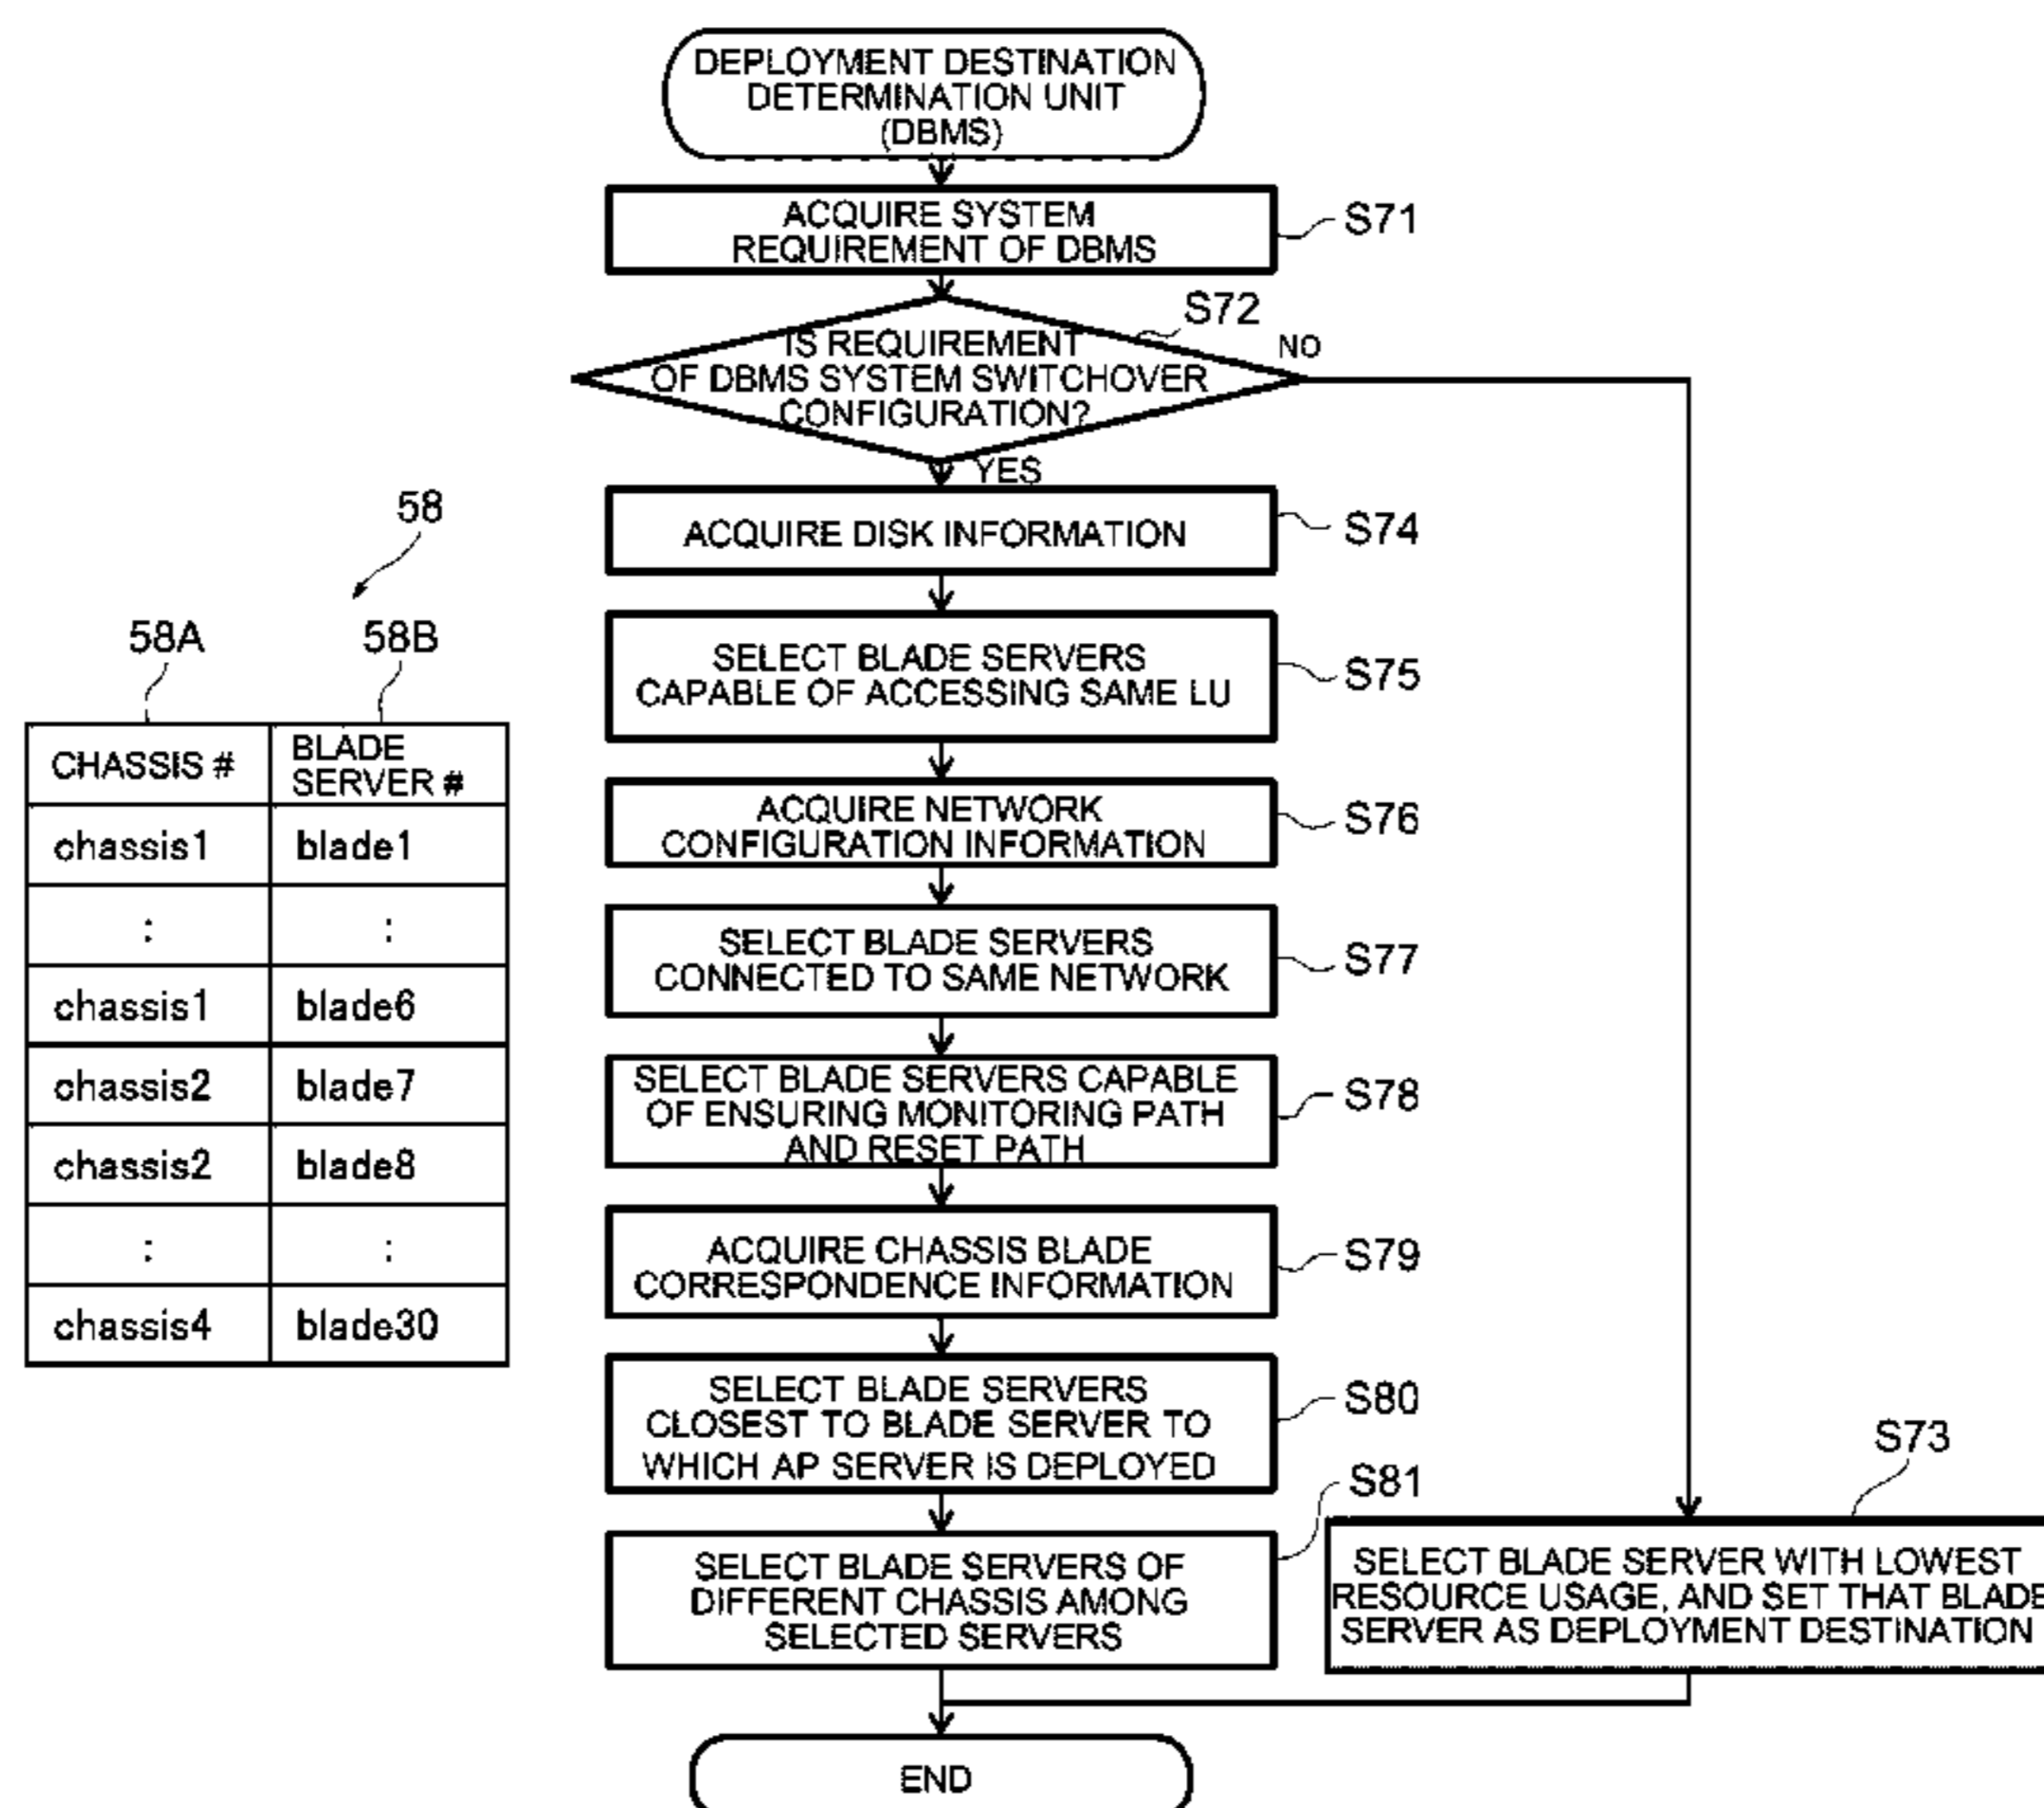 DEPLOYMENT DESTINATION
DETERMINATION UNIT
(DBMS)
ACQUIRE SYSTEM
REQUIREMENT OF DBMS
S71
S72
IS REQUIREMENT
OF DBMS SYSTEM SWITCHOVER
CONFIGURATION?
NO
YES
ACQUIRE DISK INFORMATION
S74
SELECT BLADE SERVERS
CAPABLE OF ACCESSING SAME LU
S75
ACQUIRE NETWORK
CONFIGURATION INFORMATION
S76
SELECT BLADE SERVERS
CONNECTED TO SAME NETWORK
S77
SELECT BLADE SERVERS CAPABLE
OF ENSURING MONITORING PATH
AND RESET PATH
S78
ACQUIRE CHASSIS BLADE
CORRESPONDENCE INFORMATION
S79
SELECT BLADE SERVERS
CLOSEST TO BLADE SERVER TO
WHICH AP SERVER IS DEPLOYED
S80
SELECT BLADE SERVERS OF
DIFFERENT CHASSIS AMONG
SELECTED SERVERS
S81
S73
SELECT BLADE SERVER WITH LOWEST
RESOURCE USAGE, AND SET THAT BLADE
SERVER AS DEPLOYMENT DESTINATION
END
58
58A 58B
CHASSIS # BLADE
SERVER #
chassis1 blade1
: :
chassis1 blade6
chassis2 blade7
chassis2 blade8
: :
chassis4 blade30